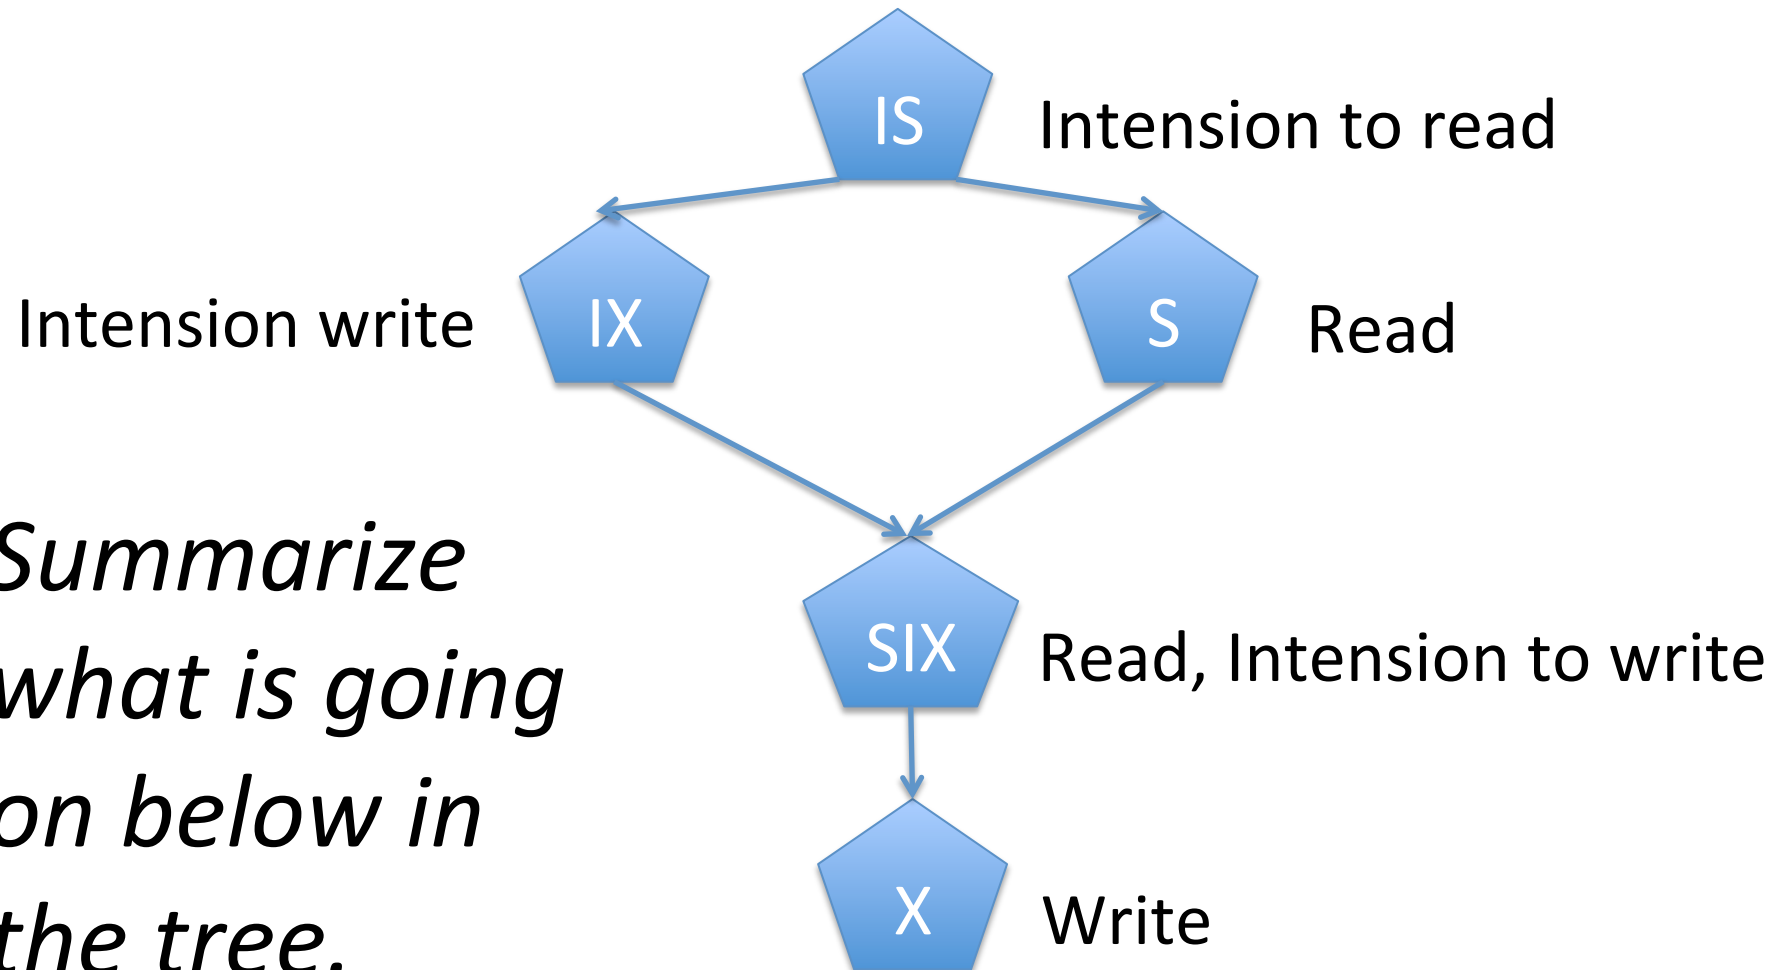 IS
Intension to read
Intension write
IX
S
Read
Summarize
what is going
on below in
the tree.
SIX
Read, Intension to write
X
Write